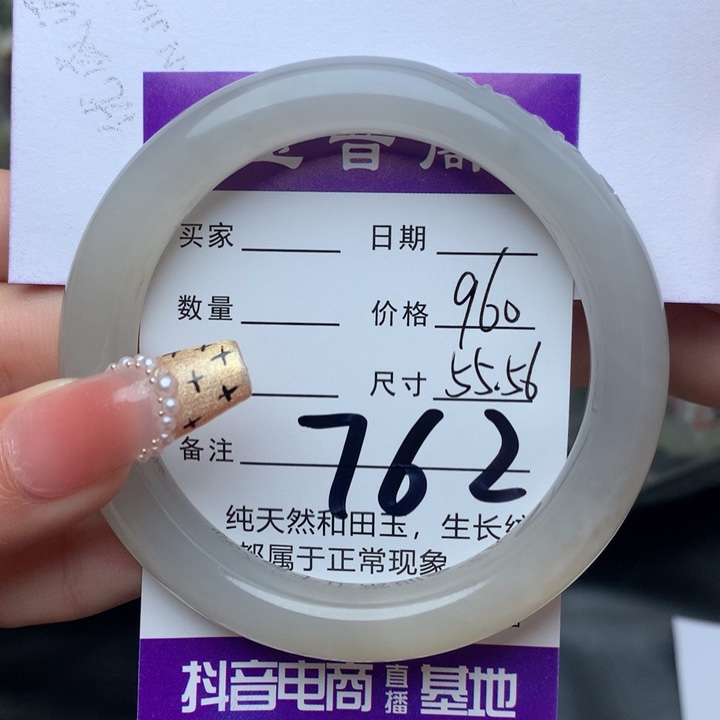 买家 日期
数量 价格 960
尺寸 55.56
备注 762
纯天然和田玉，生长纹
都属于正常现象
抖音电商直播基地